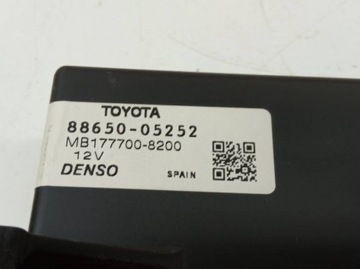 TOYOTA
88650-05252
MB177700-8200
12V
DENSO SPAIN